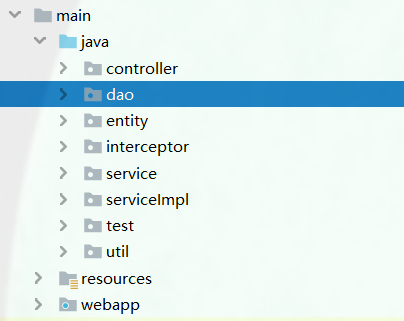 main
java
controller
dao
entity
interceptor
service
serviceImpl
test
util
resources
webapp